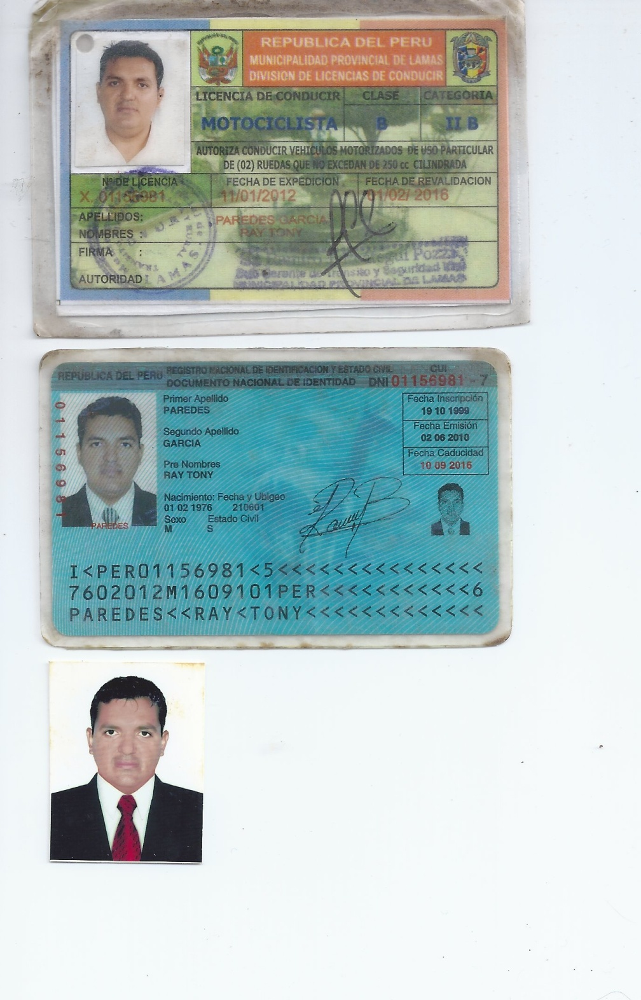 REPUBLICA DEL PERU
MUNICIPALIDAD PROVINCIAL DE LAMAS
DIVISION DE LICENCIAS DE CONDUCIR
LICENCIA DE CONDUCIR CLASE CATEGORIA
MOTOCICLISTA B II B
AUTORIZA CONDUCIR VEHICULOS MOTORIZADOS DE USO PARTICULAR
DE (02) RUEDAS QUE NO EXCEDAN DE 250 cc CILINDRADA
Nº DE LICENCIA FECHA DE EXPEDICION FECHA DE REVALIDACION
X. 01156981 11/01/2012 01/02/ 2016
APELLIDOS: PAREDES GARCIA
NOMBRES : RAY TONY
FIRMA :
AUTORIDAD
LAMAS
Sub Gerente de Transito y Seguridad Vial
MUNICIPALIDAD PROVINCIAL DE LAMAS
REPUBLICA DEL PERU REGISTRO NACIONAL DE IDENTIFICACION Y ESTADO CIVIL CUI
DOCUMENTO NACIONAL DE IDENTIDAD DNI 01156981 - 7
01156981
Primer Apellido
PAREDES
Segundo Apellido
GARCIA
Pre Nombres
RAY TONY
Nacimiento: Fecha y Ubigeo
01 02 1976 210601
Sexo Estado Civil
M S
Fecha Inscripción
19 10 1999
Fecha Emisión
02 06 2010
Fecha Caducidad
10 09 2016
PAREDES
I<PER01156981<5<<<<<<<<<<<<<<<
7602012M1609101PER<<<<<<<<<<<6
PAREDES<<RAY<TONY<<<<<<<<<<<<<